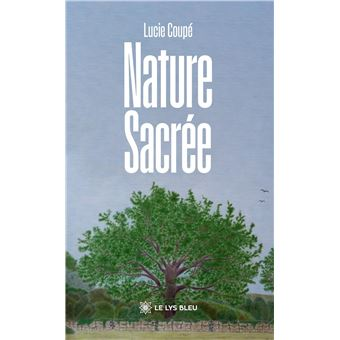 Lucie Coupé
Nature
Sacrée
LE LYS BLEU